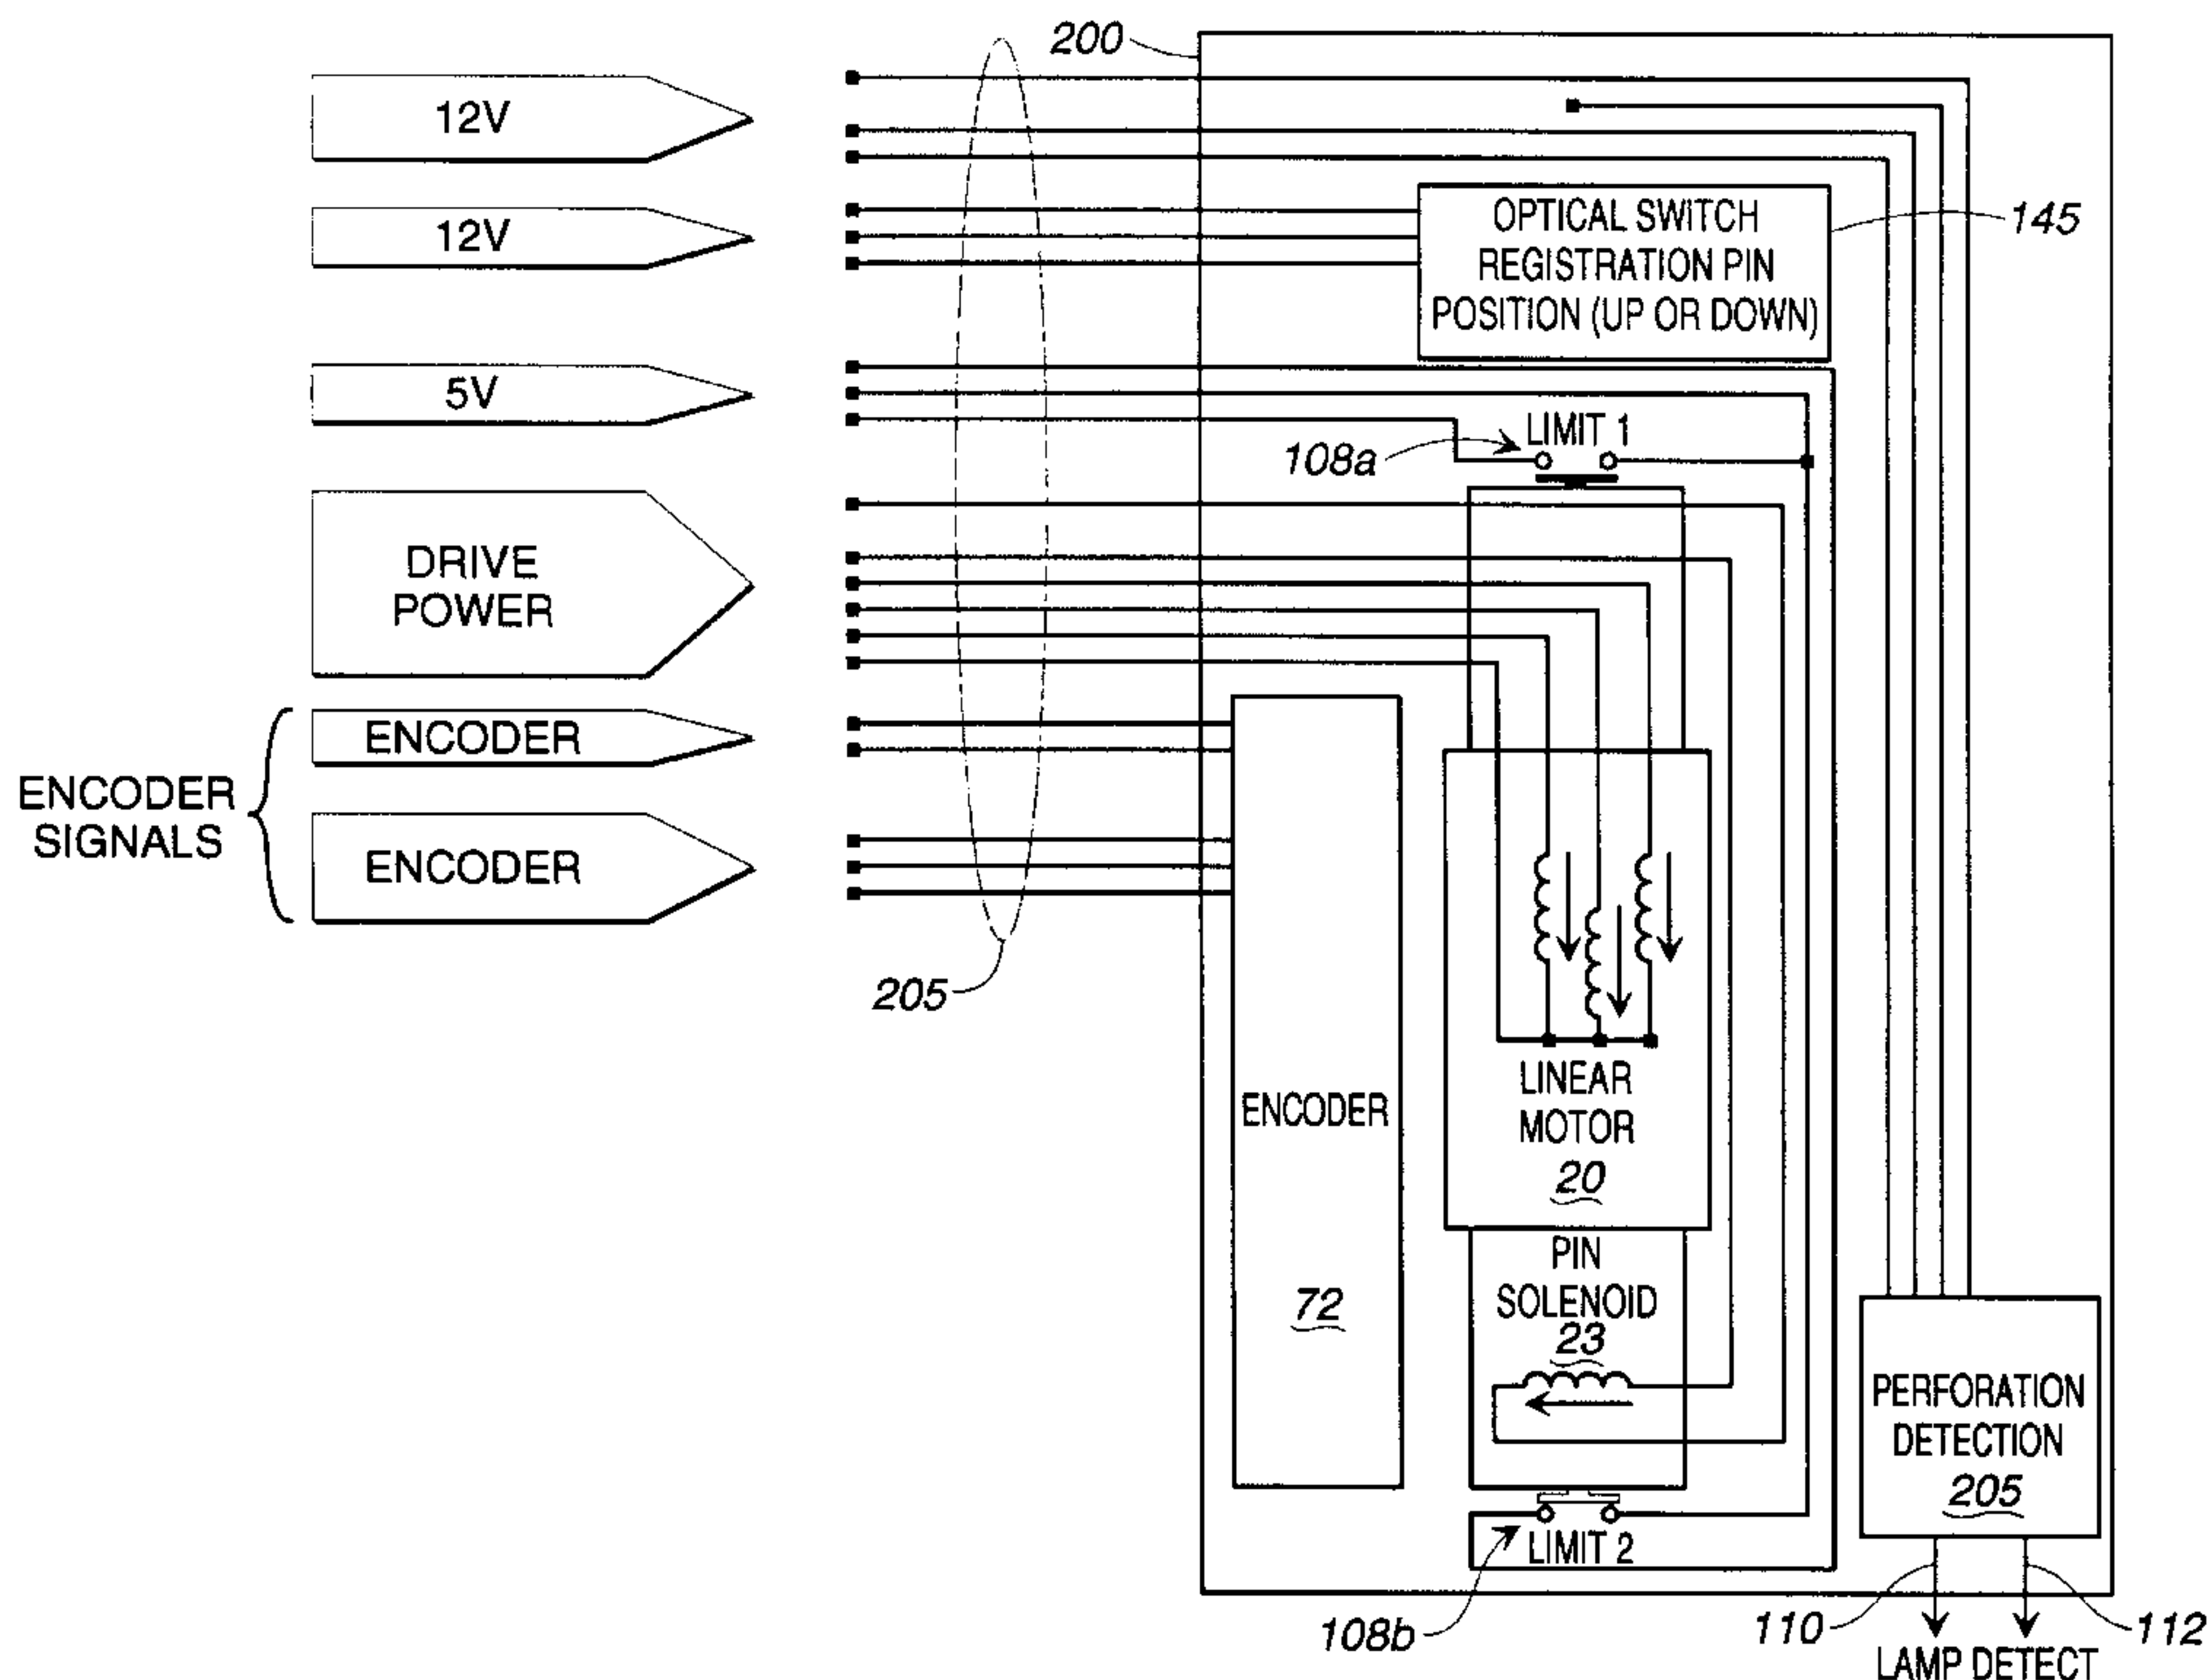 200
12V
12V
OPTICAL SWITCH
REGISTRATION PIN
POSITION (UP OR DOWN)
145
5V
LIMIT 1
108a
DRIVE
POWER
ENCODER
SIGNALS
ENCODER
ENCODER
205
LINEAR
MOTOR
20
ENCODER
72
PIN
SOLENOID
23
PERFORATION
DETECTION
205
LIMIT 2
108b
110
112
LAMP DETECT